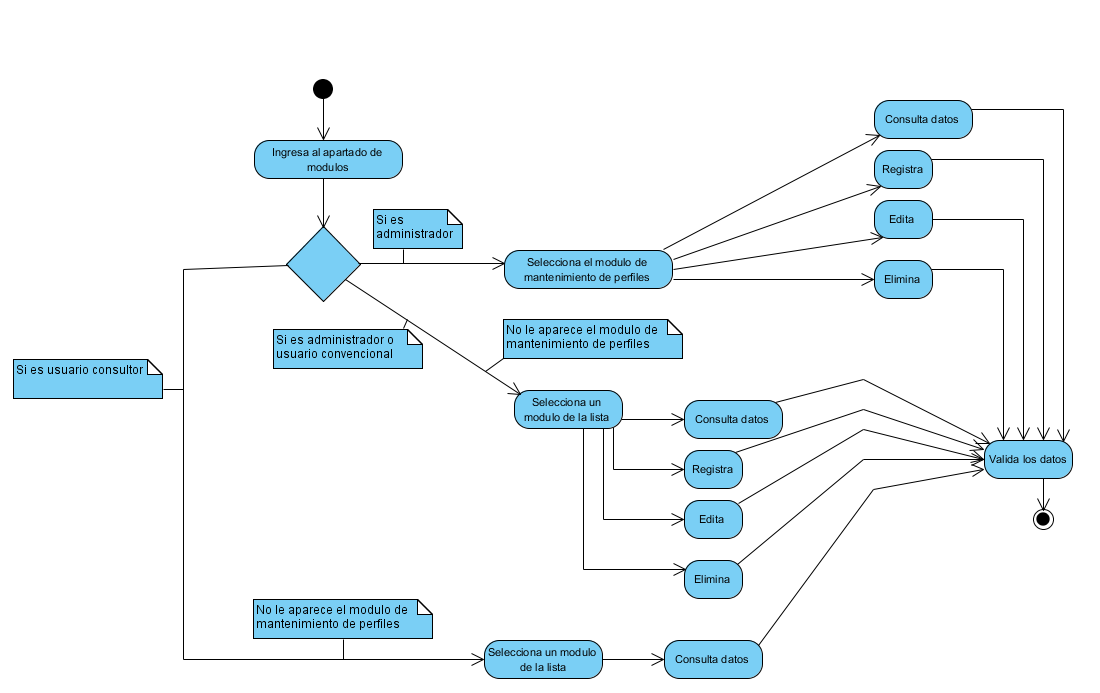 Ingresa al apartado de
modulos
Si es
administrador
Selecciona el modulo de
mantenimiento de perfiles
Consulta datos
Registra
Edita
Elimina
Si es administrador o
usuario convencional
No le aparece el modulo de
mantenimiento de perfiles
Si es usuario consultor
Selecciona un
modulo de la lista
Consulta datos
Registra
Edita
Elimina
Valida los datos
No le aparece el modulo de
mantenimiento de perfiles
Selecciona un modulo
de la lista
Consulta datos